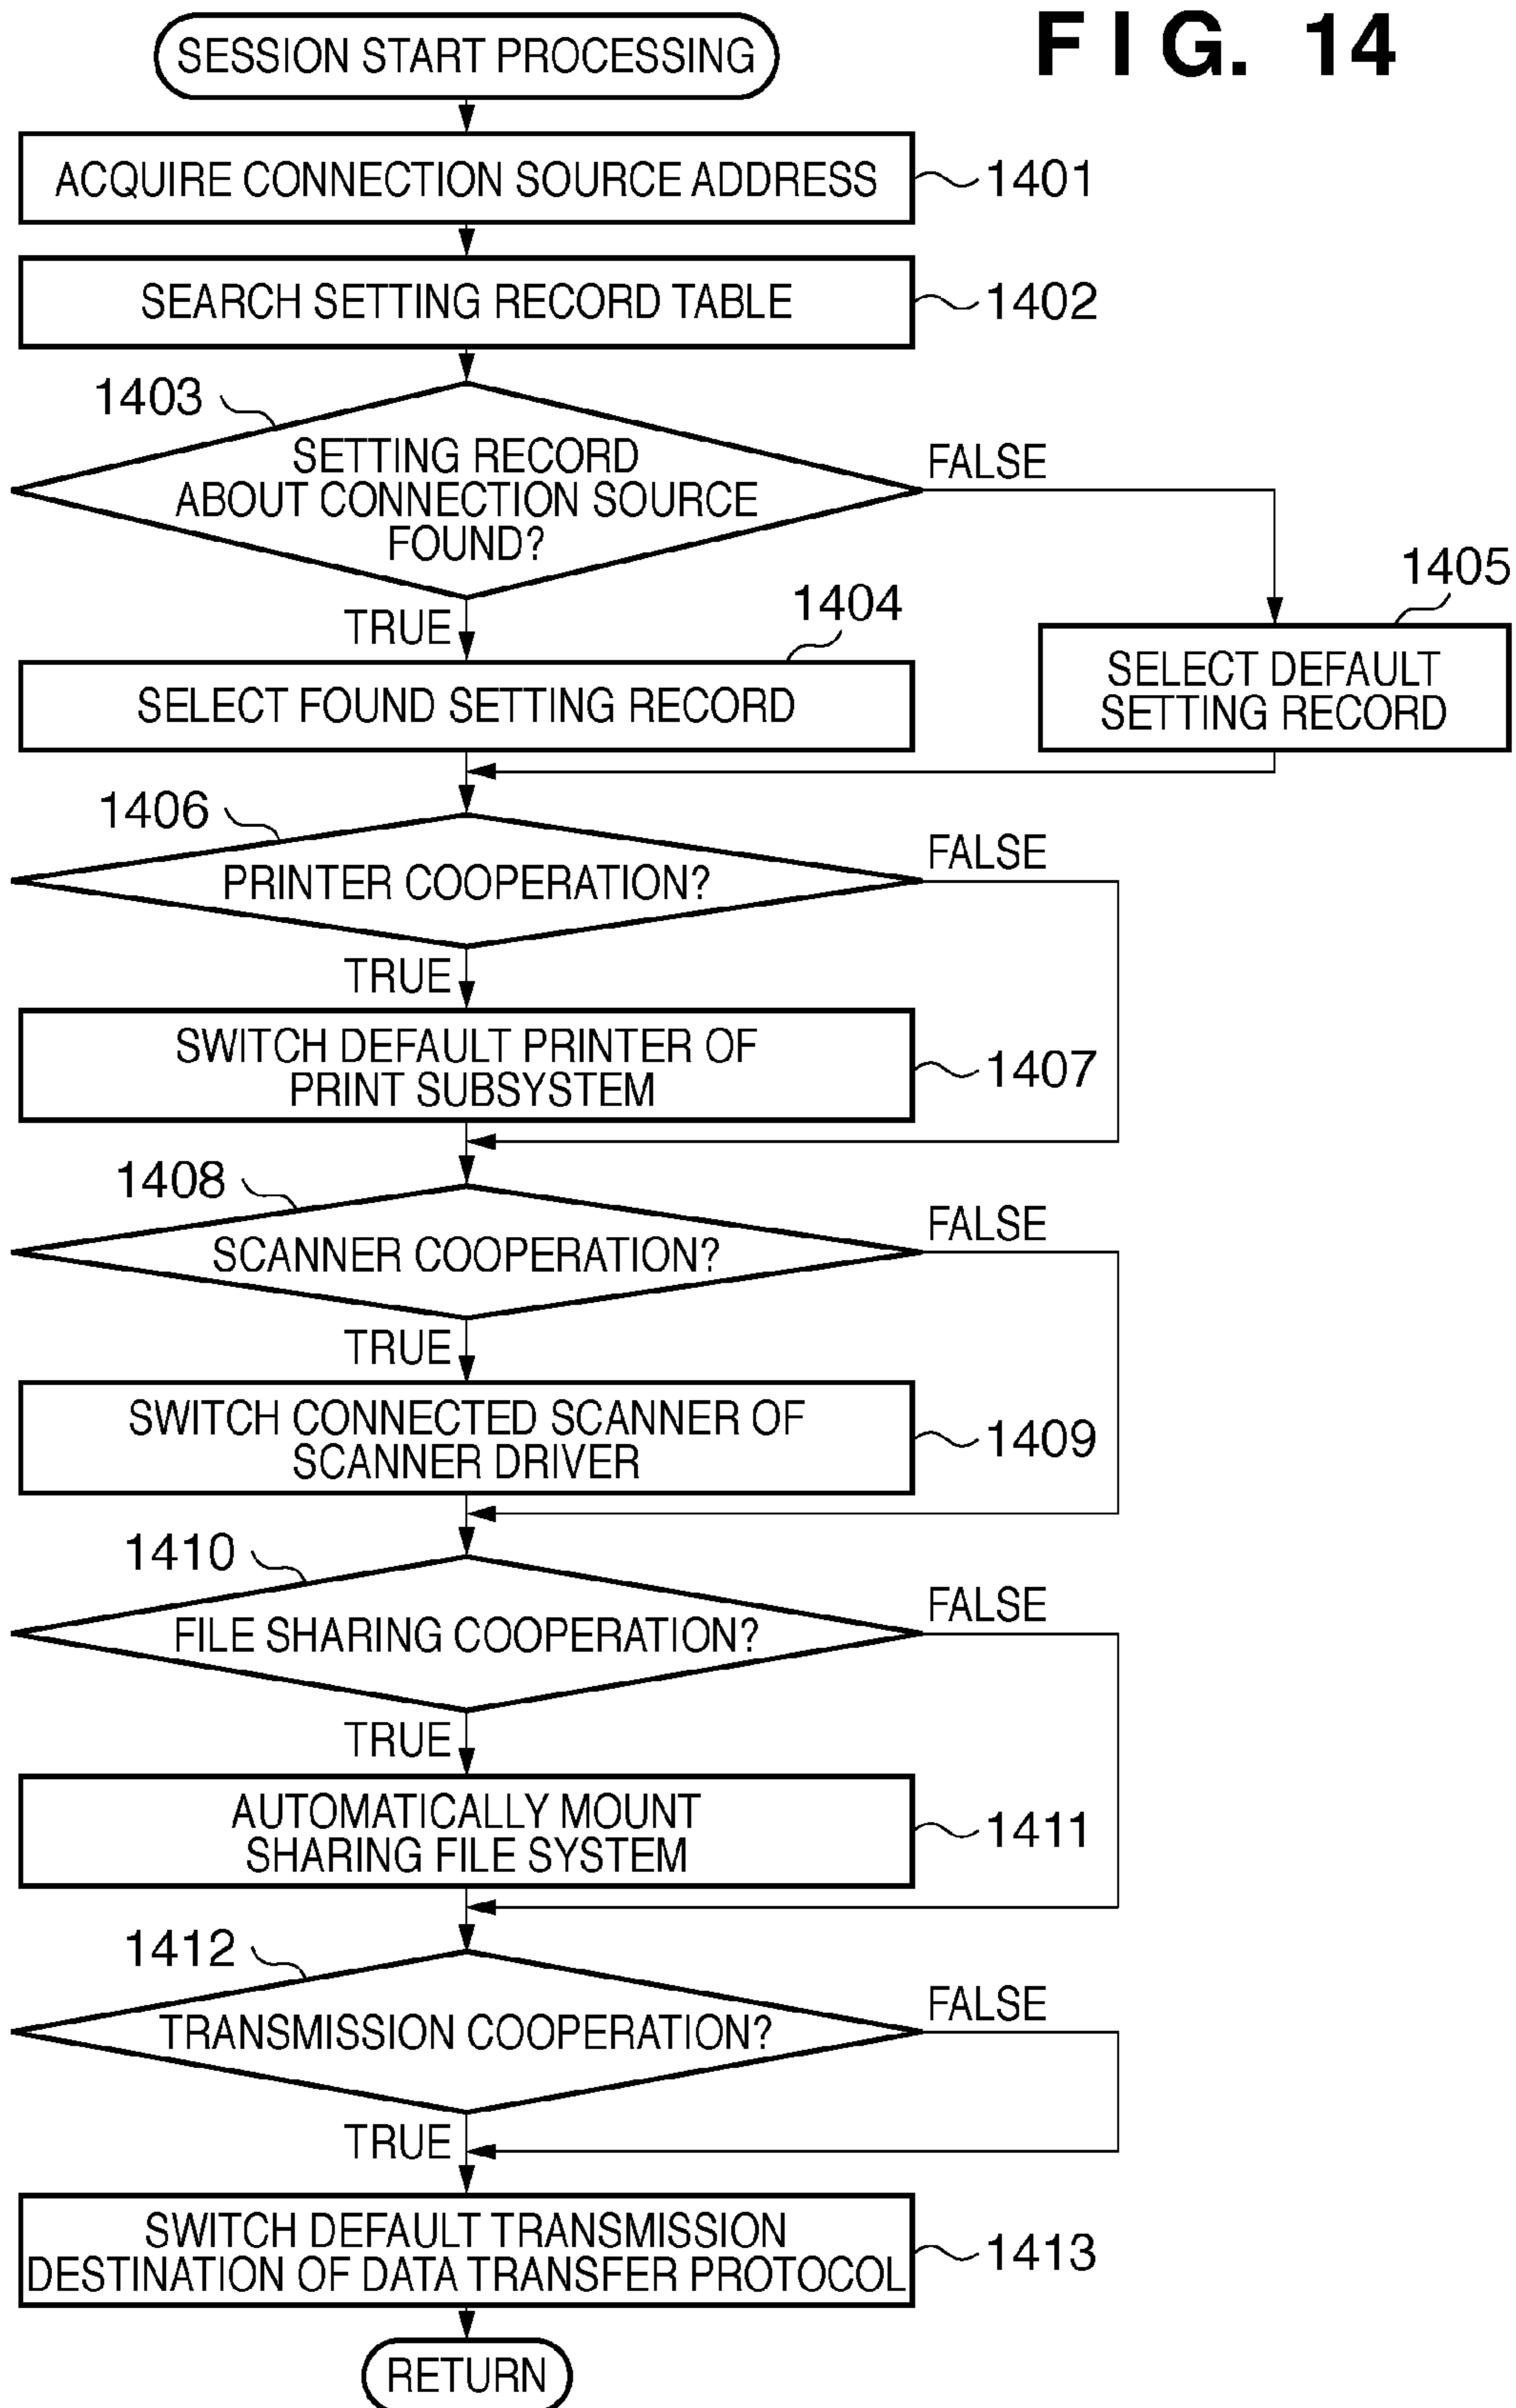 FIG. 14
SESSION START PROCESSING
ACQUIRE CONNECTION SOURCE ADDRESS
1401
SEARCH SETTING RECORD TABLE
1402
1403
SETTING RECORD
ABOUT CONNECTION SOURCE
FOUND?
FALSE
TRUE
1404
SELECT FOUND SETTING RECORD
1405
SELECT DEFAULT
SETTING RECORD
1406
PRINTER COOPERATION?
FALSE
TRUE
SWITCH DEFAULT PRINTER OF
PRINT SUBSYSTEM
1407
1408
SCANNER COOPERATION?
FALSE
TRUE
SWITCH CONNECTED SCANNER OF
SCANNER DRIVER
1409
1410
FILE SHARING COOPERATION?
FALSE
TRUE
AUTOMATICALLY MOUNT
SHARING FILE SYSTEM
1411
1412
TRANSMISSION COOPERATION?
FALSE
TRUE
SWITCH DEFAULT TRANSMISSION
DESTINATION OF DATA TRANSFER PROTOCOL
1413
RETURN